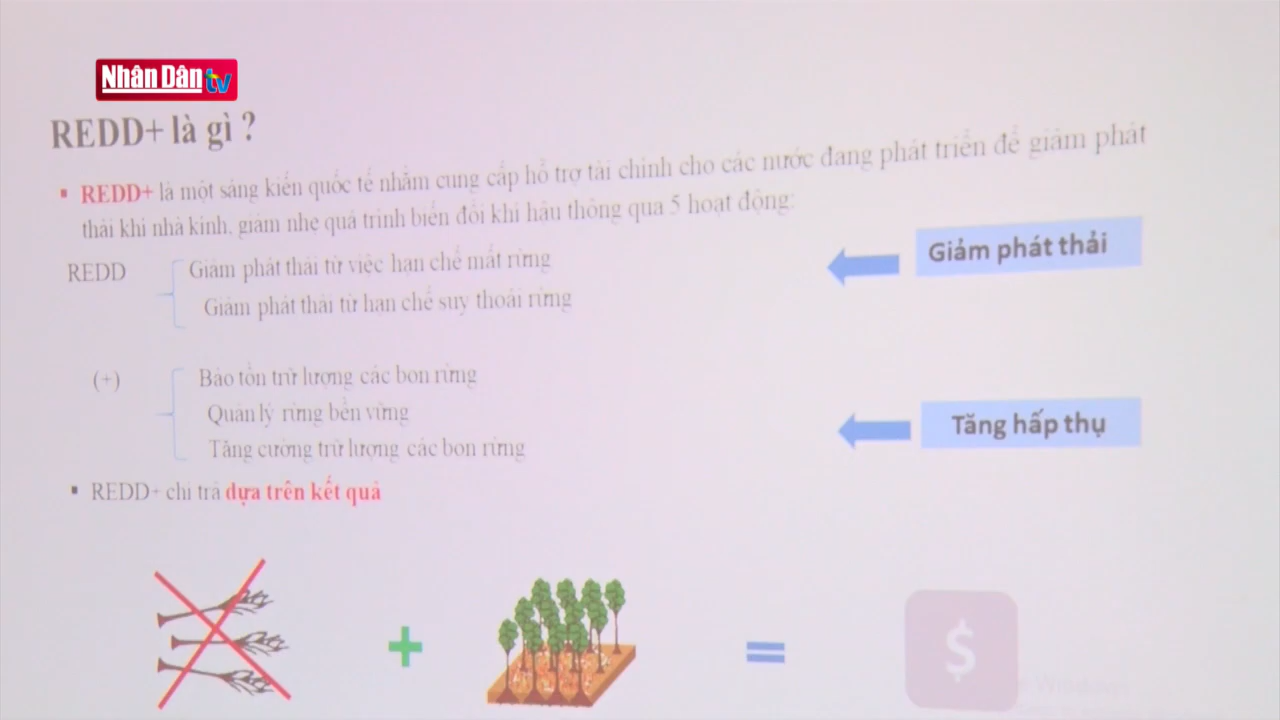 Nhân Dân tv
REDD+ là gì ?
▪ REDD+ là một sáng kiến quốc tế nhằm cung cấp hỗ trợ tài chính cho các nước đang phát triển để giảm phát
thải khí nhà kính, giảm nhẹ quá trình biến đổi khí hậu thông qua 5 hoạt động:
Giảm phát thải
REDD
Giảm phát thải từ việc hạn chế mất rừng
Giảm phát thải từ hạn chế suy thoái rừng
(+)
Bảo tồn trữ lượng các bon rừng
Quản lý rừng bền vững
Tăng hấp thụ
Tăng cường trữ lượng các bon rừng
▪ REDD+ chi trả dựa trên kết quả
+
=
$
Windows